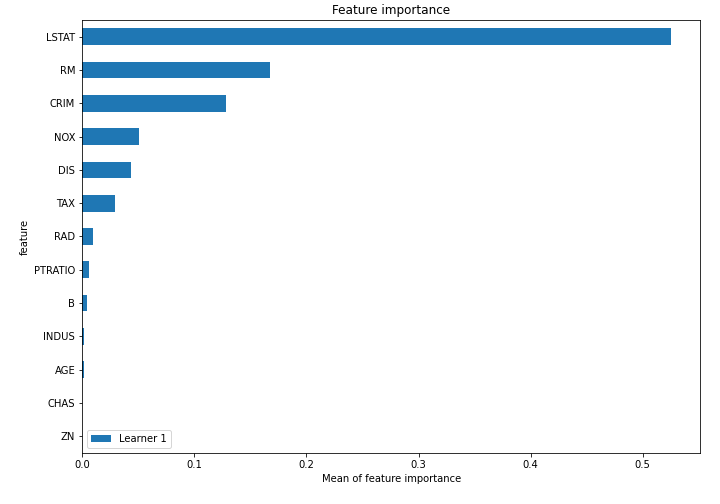 Feature importance
LSTAT
RM
CRIM
NOX
DIS
TAX
RAD
PTRATIO
B
INDUS
AGE
CHAS
ZN
feature
Learner 1
0.0 0.1 0.2 0.3 0.4 0.5
Mean of feature importance